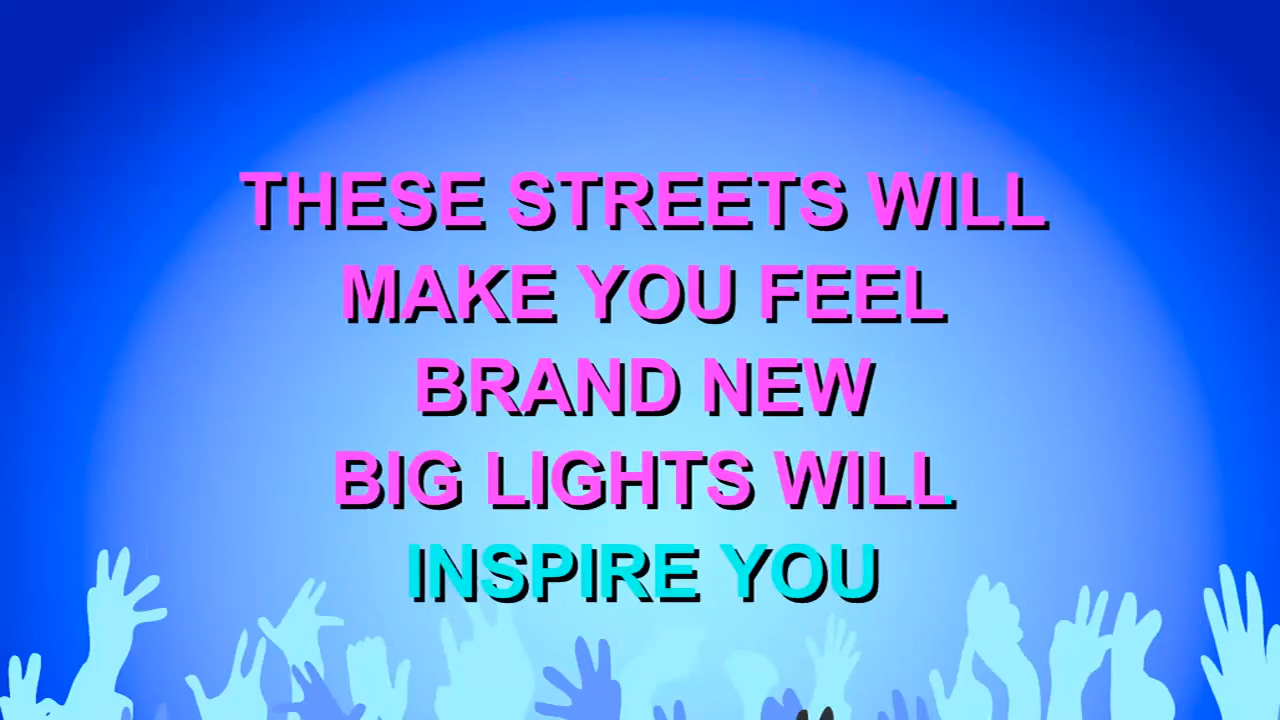 THESE STREETS WILL
MAKE YOU FEEL
BRAND NEW
BIG LIGHTS WILL
INSPIRE YOU